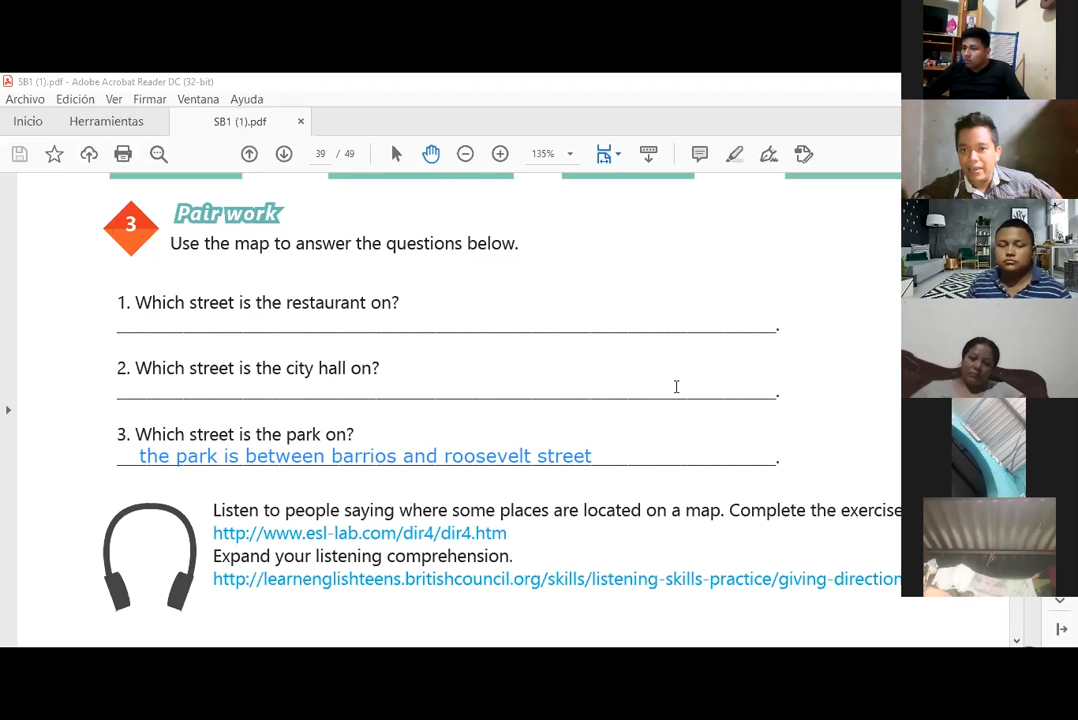 SB1 (1).pdf - Adobe Acrobat Reader DC (32-bit)
Archivo Edición Ver Firmar Ventana Ayuda
Inicio Herramientas SB1 (1).pdf ×
39 / 49 135%
3 Pair work
Use the map to answer the questions below.
1. Which street is the restaurant on?
.
2. Which street is the city hall on?
.
3. Which street is the park on?
the park is between barrios and roosevelt street .
Listen to people saying where some places are located on a map. Complete the exercise
http://www.esl-lab.com/dir4/dir4.htm
Expand your listening comprehension.
http://learnenglishteens.britishcouncil.org/skills/listening-skills-practice/giving-direction